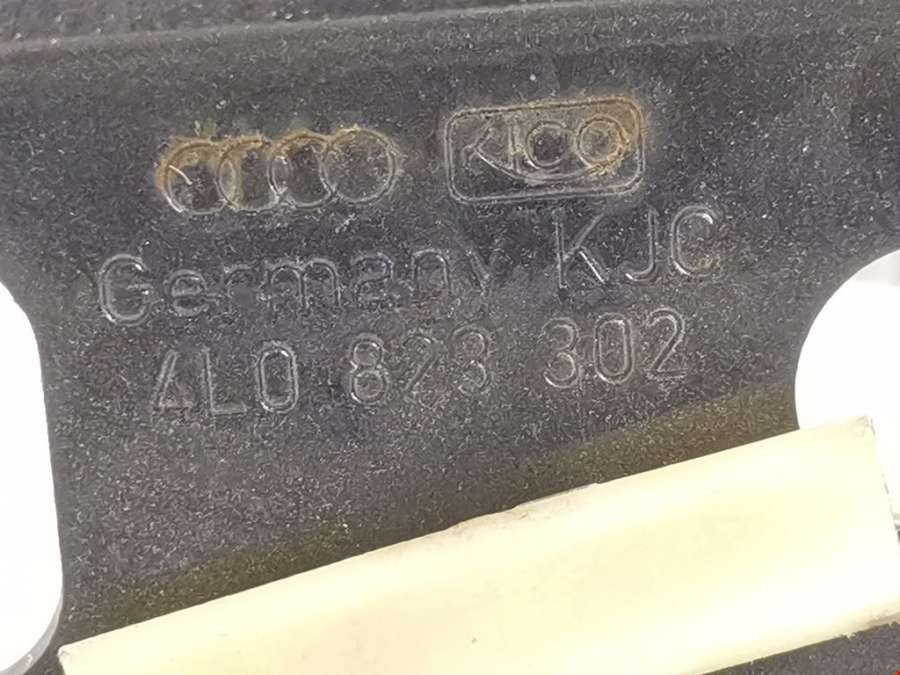 KICO
Germany KJC
4L0 823 302